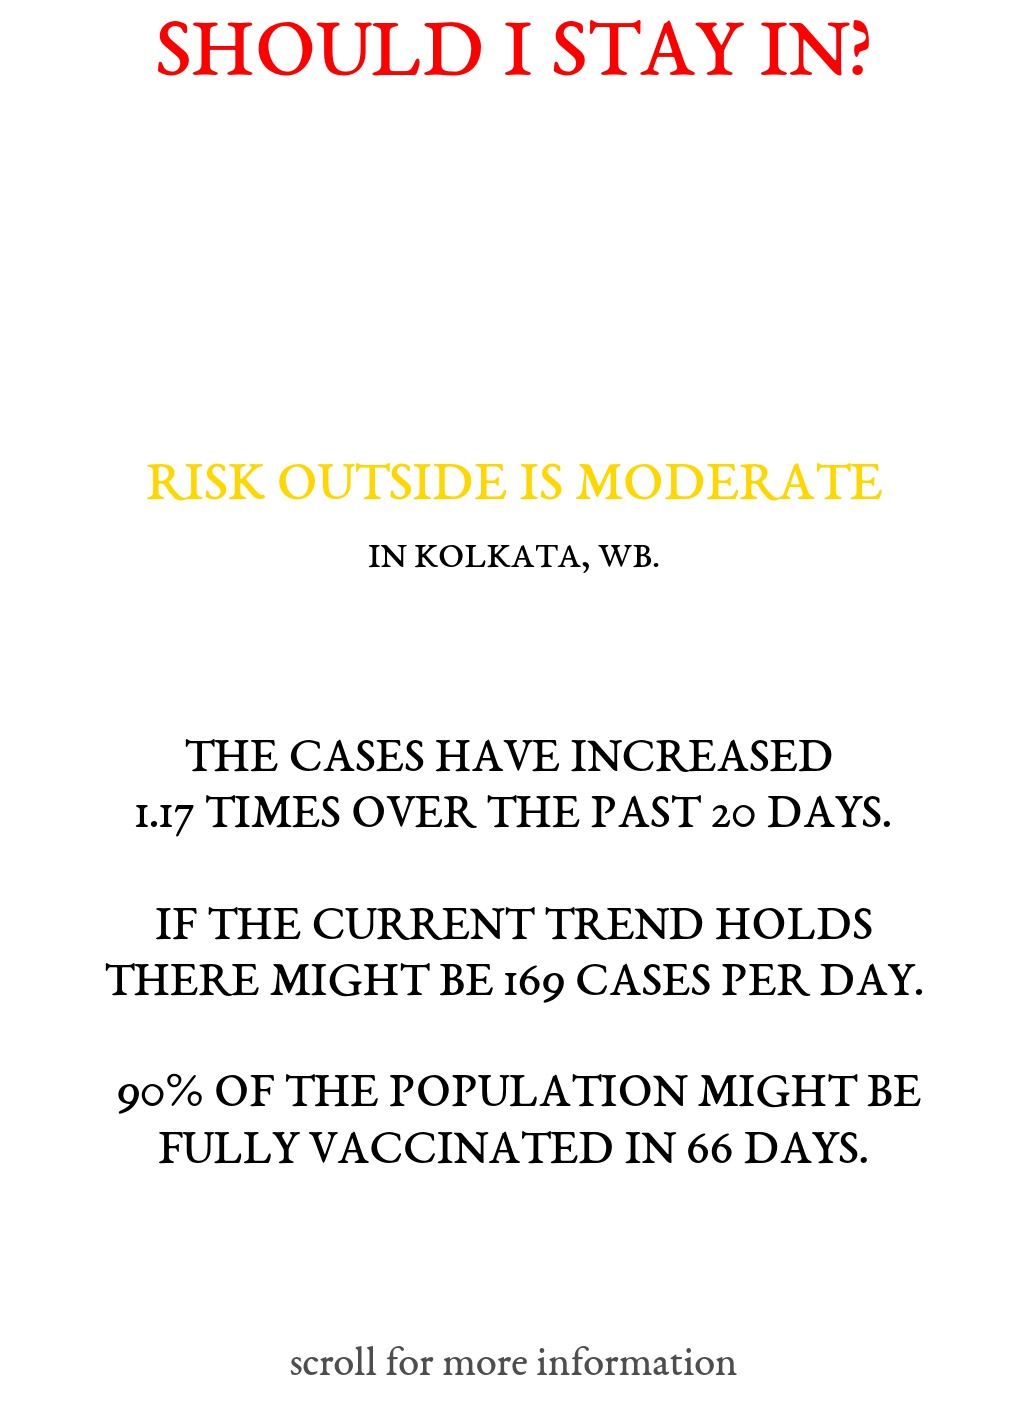 SHOULD I STAY IN?
RISK OUTSIDE IS MODERATE
IN KOLKATA, WB.
THE CASES HAVE INCREASED
1.17 TIMES OVER THE PAST 20 DAYS.
IF THE CURRENT TREND HOLDS
THERE MIGHT BE 169 CASES PER DAY.
90% OF THE POPULATION MIGHT BE
FULLY VACCINATED IN 66 DAYS.
scroll for more information